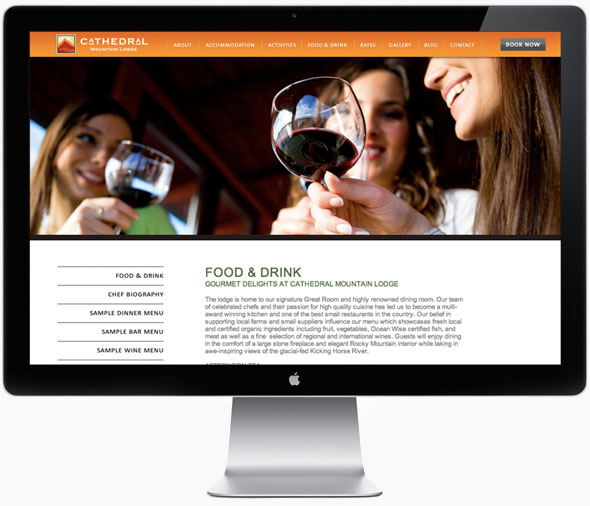 CATHEDRAL
MOUNTAIN LODGE
ABOUT ACCOMMODATION ACTIVITIES FOOD & DRINK RATES GALLERY BLOG CONTACT BOOK NOW
FOOD & DRINK
CHEF BIOGRAPHY
SAMPLE DINNER MENU
SAMPLE BAR MENU
SAMPLE WINE MENU
FOOD & DRINK
GOURMET DELIGHTS AT CATHEDRAL MOUNTAIN LODGE
The lodge is home to our signature Great Room and highly renowned dining room. Our team
of celebrated chefs and their passion for high quality cuisine has led us to become a multi-
award winning kitchen and one of the best small restaurants in the country. Our belief in
supporting local farms and small suppliers influence our menu which showcases fresh local
and certified organic ingredients including fruit, vegetables, Ocean Wise certified fish, and
meat as well as a fine selection of regional and international wines. Guests will enjoy dining
in the comfort of a large stone fireplace and elegant Rocky Mountain interior while taking in
awe-inspiring views of the glacial-fed Kicking Horse River.
AFTERNOON TEA